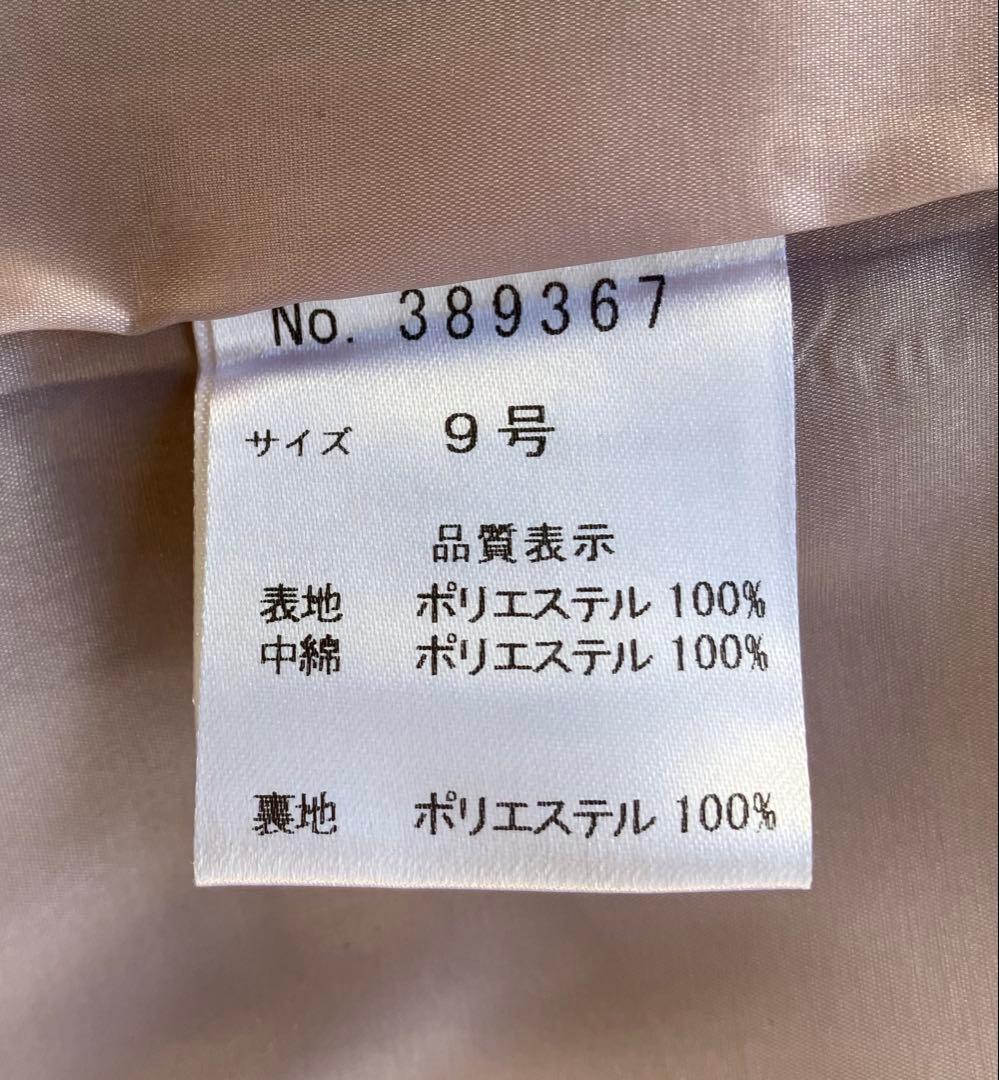 No. 389367
サイズ 9号
品質表示
表地 ポリエステル 100%
中綿 ポリエステル 100%
裏地 ポリエステル 100%